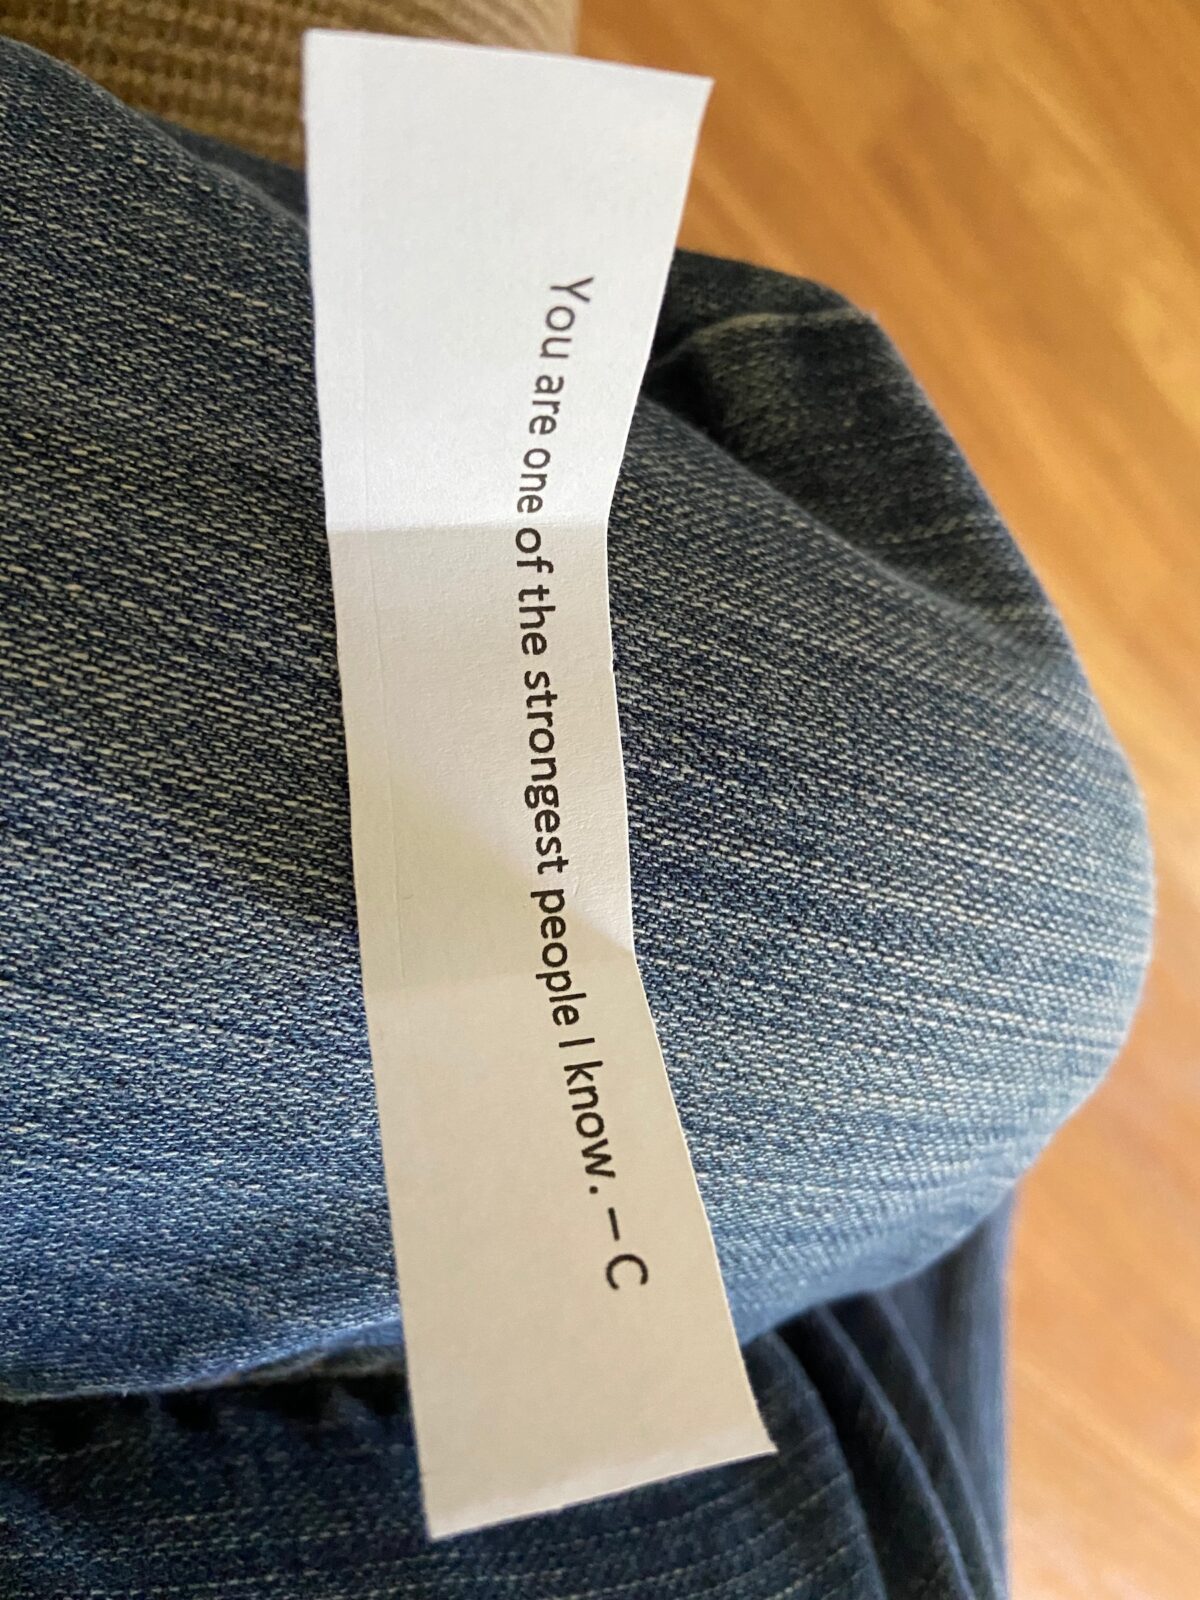 You are one of the strongest people I know. – C